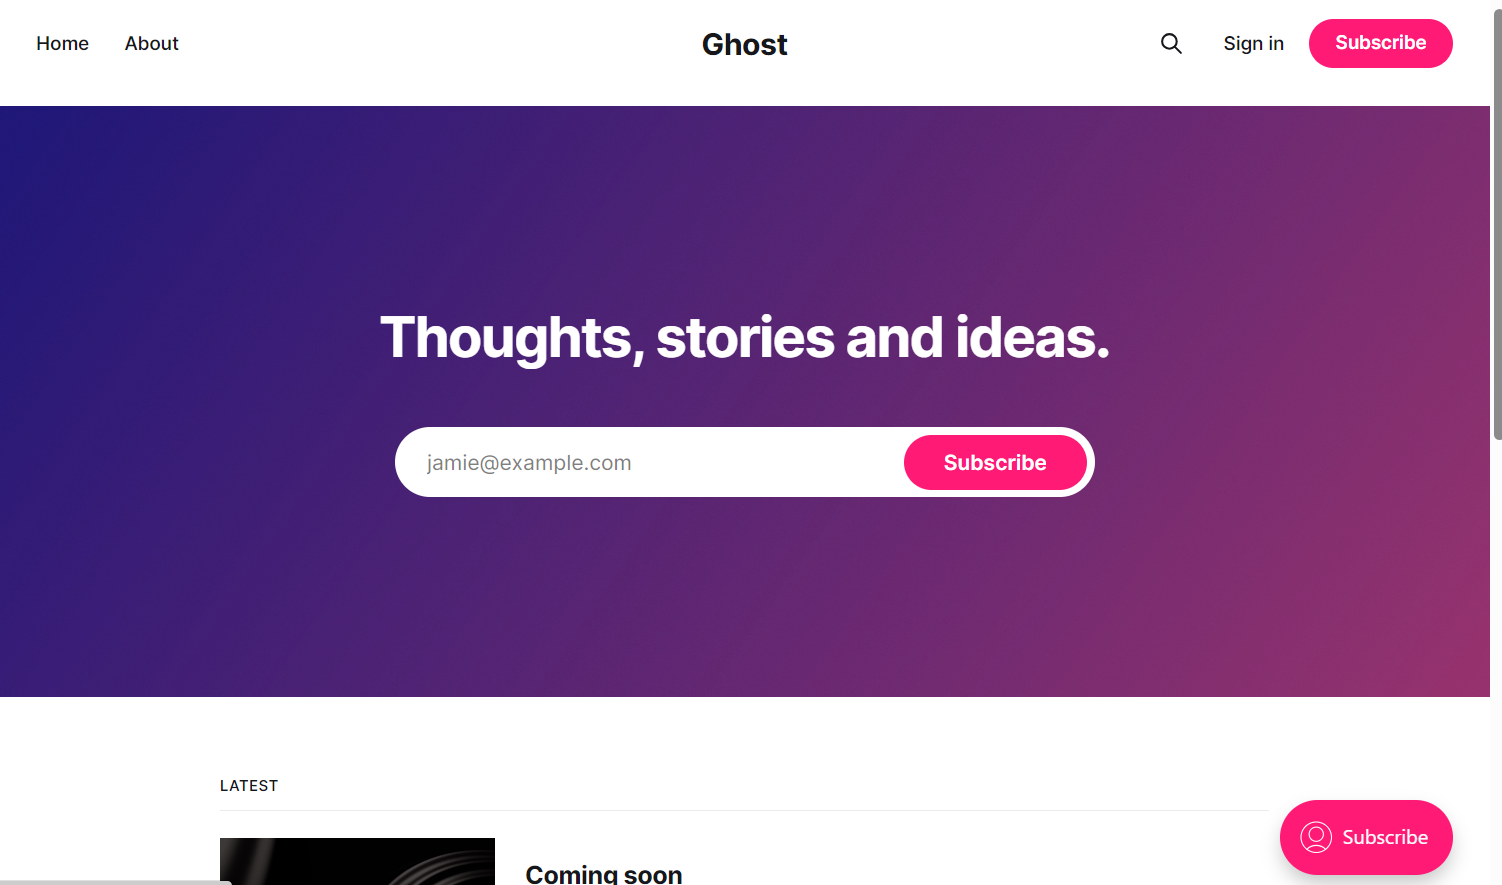 Home About Ghost Sign in Subscribe
Thoughts, stories and ideas.
jamie@example.com Subscribe
LATEST
Coming soon
Subscribe